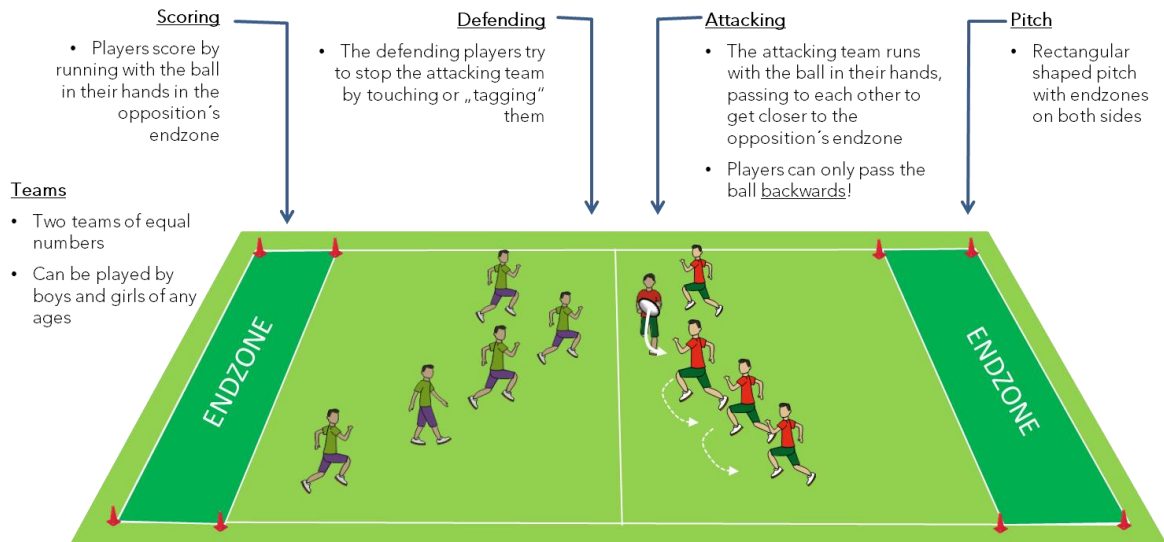 Scoring
• Players score by
running with the ball
in their hands in the
opposition´s
endzone
Defending
• The defending players try
to stop the attacking team
by touching or „tagging“
them
Attacking
• The attacking team runs
with the ball in their hands,
passing to each other to
get closer to the
opposition´s endzone
• Players can only pass the
ball backwards!
Pitch
• Rectangular
shaped pitch
with endzones
on both sides
Teams
• Two teams of equal
numbers
• Can be played by
boys and girls of any
ages
ENDZONE
ENDZONE